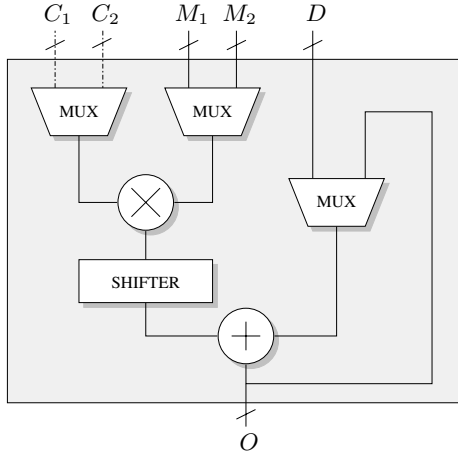 C₁ C₂ M₁ M₂ D
MUX MUX
MUX
SHIFTER
O